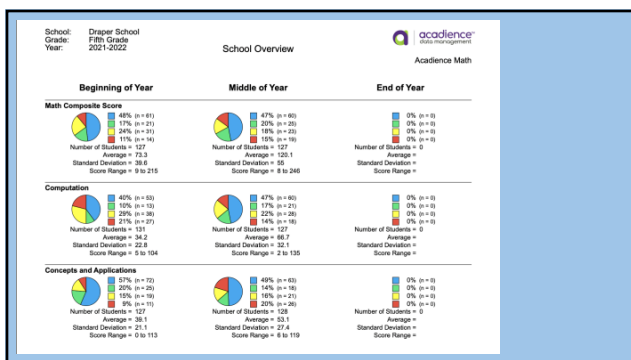 School: Draper School
Grade: Fifth Grade
Year: 2021-2022
School Overview
acadience
data management
Acadience Math
Beginning of Year Middle of Year End of Year
Math Composite Score
48% (n = 61) 47% (n = 60) 0% (n = 0)
17% (n = 21) 20% (n = 25) 0% (n = 0)
24% (n = 31) 18% (n = 23) 0% (n = 0)
11% (n = 14) 15% (n = 19) 0% (n = 0)
Number of Students = 127 Number of Students = 127 Number of Students = 0
Average = 73.3 Average = 120.1 Average =
Standard Deviation = 39.6 Standard Deviation = 55 Standard Deviation =
Score Range = 9 to 215 Score Range = 8 to 246 Score Range =
Computation
40% (n = 53) 47% (n = 60) 0% (n = 0)
10% (n = 13) 17% (n = 21) 0% (n = 0)
29% (n = 38) 22% (n = 28) 0% (n = 0)
21% (n = 27) 14% (n = 18) 0% (n = 0)
Number of Students = 131 Number of Students = 127 Number of Students = 0
Average = 34.2 Average = 66.7 Average =
Standard Deviation = 22.8 Standard Deviation = 32.1 Standard Deviation =
Score Range = 5 to 104 Score Range = 2 to 135 Score Range =
Concepts and Applications
57% (n = 72) 49% (n = 63) 0% (n = 0)
20% (n = 25) 14% (n = 18) 0% (n = 0)
15% (n = 19) 16% (n = 21) 0% (n = 0)
9% (n = 11) 20% (n = 26) 0% (n = 0)
Number of Students = 127 Number of Students = 128 Number of Students = 0
Average = 39.1 Average = 53.1 Average =
Standard Deviation = 21.1 Standard Deviation = 27.4 Standard Deviation =
Score Range = 0 to 113 Score Range = 6 to 119 Score Range =